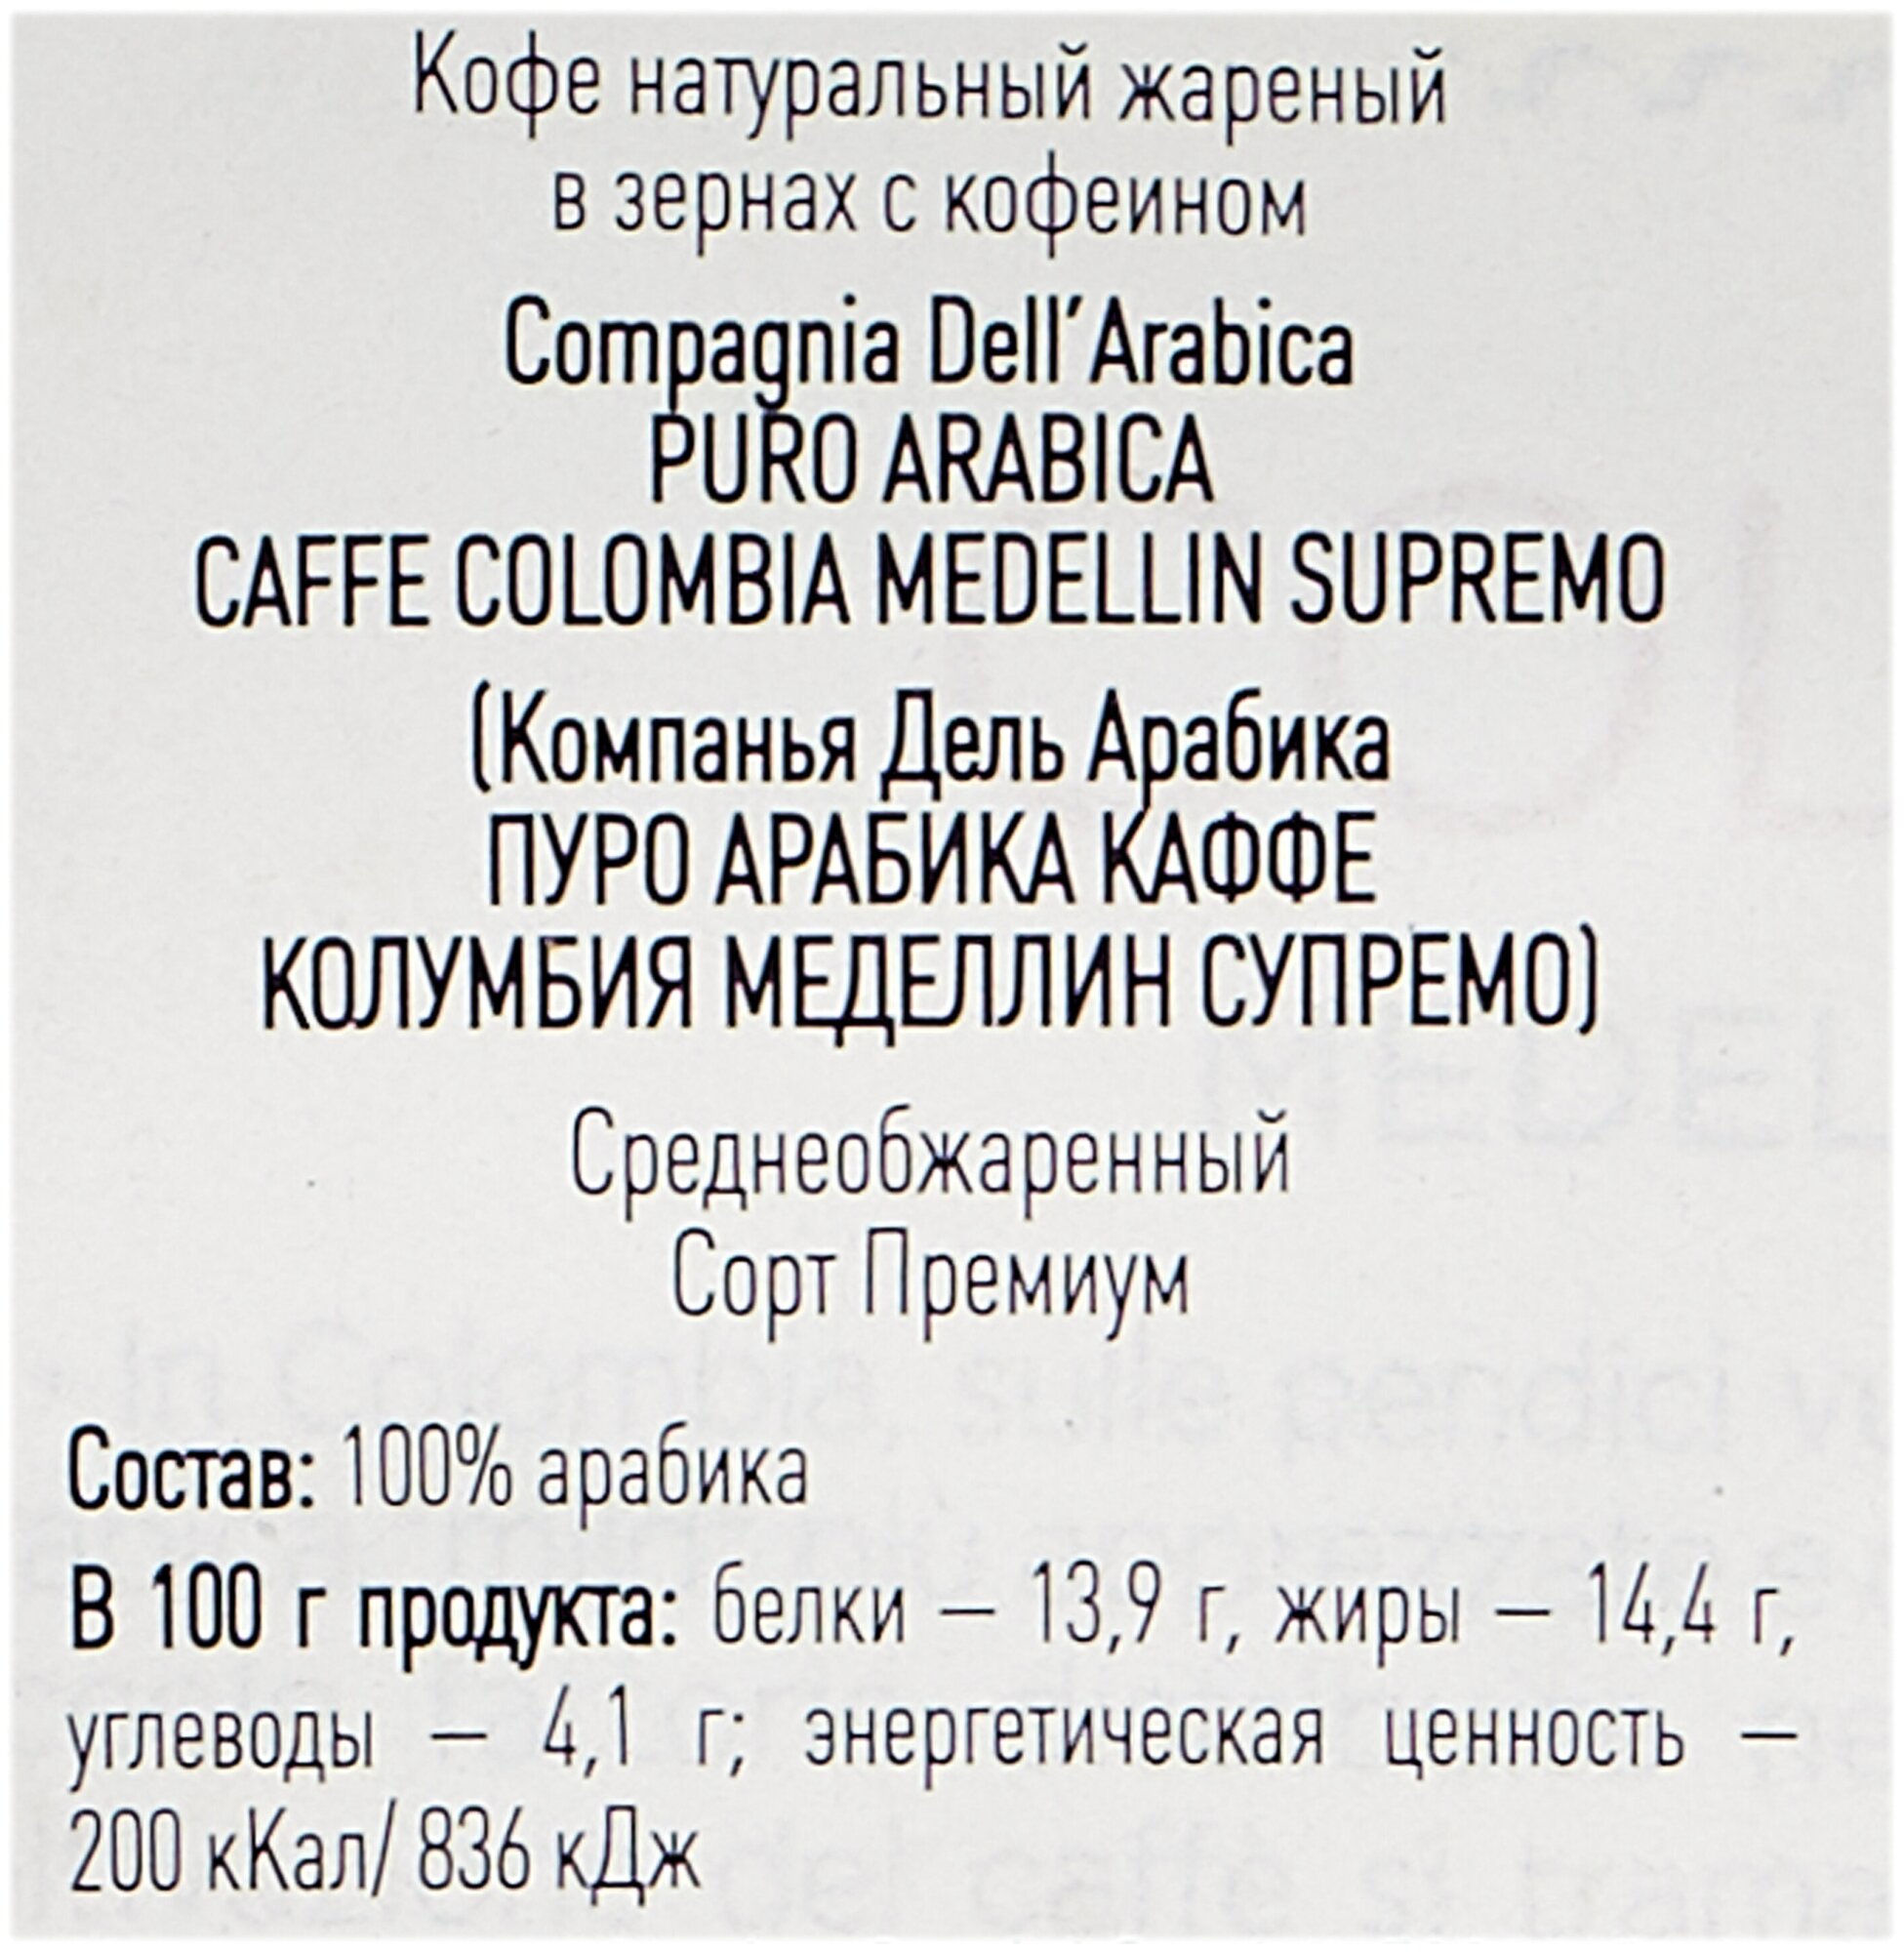 Кофе натуральный жареный
в зернах с кофеином
Compagnia Dell’Arabica
PURO ARABICA
CAFFE COLOMBIA MEDELLIN SUPREMO
(Компанья Дель Арабика
ПУРО АРАБИКА КАФФЕ
КОЛУМБИЯ МЕДЕЛЛИН СУПРЕМО)
Среднеобжаренный
Сорт Премиум
Состав: 100% арабика
В 100 г продукта: белки – 13,9 г, жиры – 14,4 г,
углеводы – 4,1 г; энергетическая ценность –
200 кКал/ 836 кДж